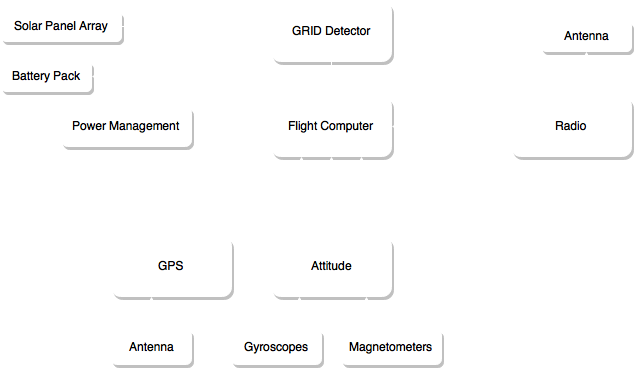 Solar Panel Array
GRID Detector
Antenna
Battery Pack
Power Management
Flight Computer
Radio
GPS
Attitude
Antenna
Gyroscopes
Magnetometers